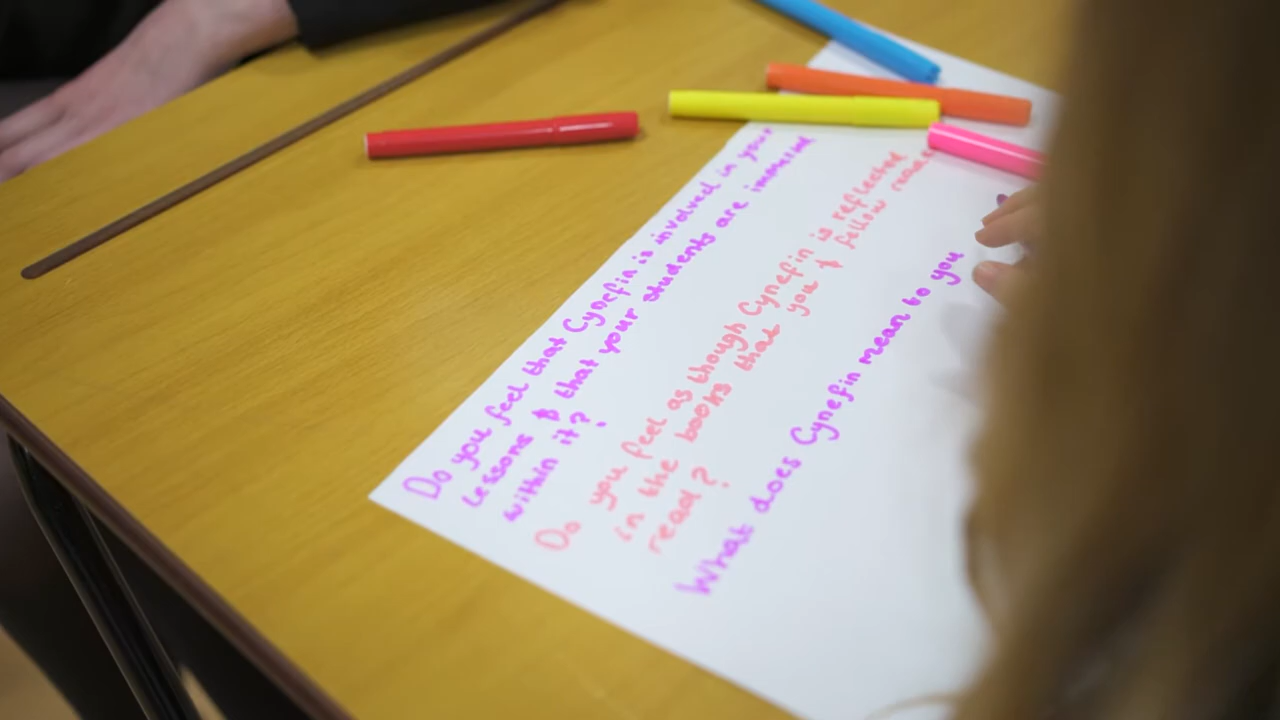 Do you feel that Cynefin is involved in your
lessons & that your students are immersed
within it?
Do you feel as though Cynefin is reflected
in the books that you & fellow
read?
What does Cynefin mean to you